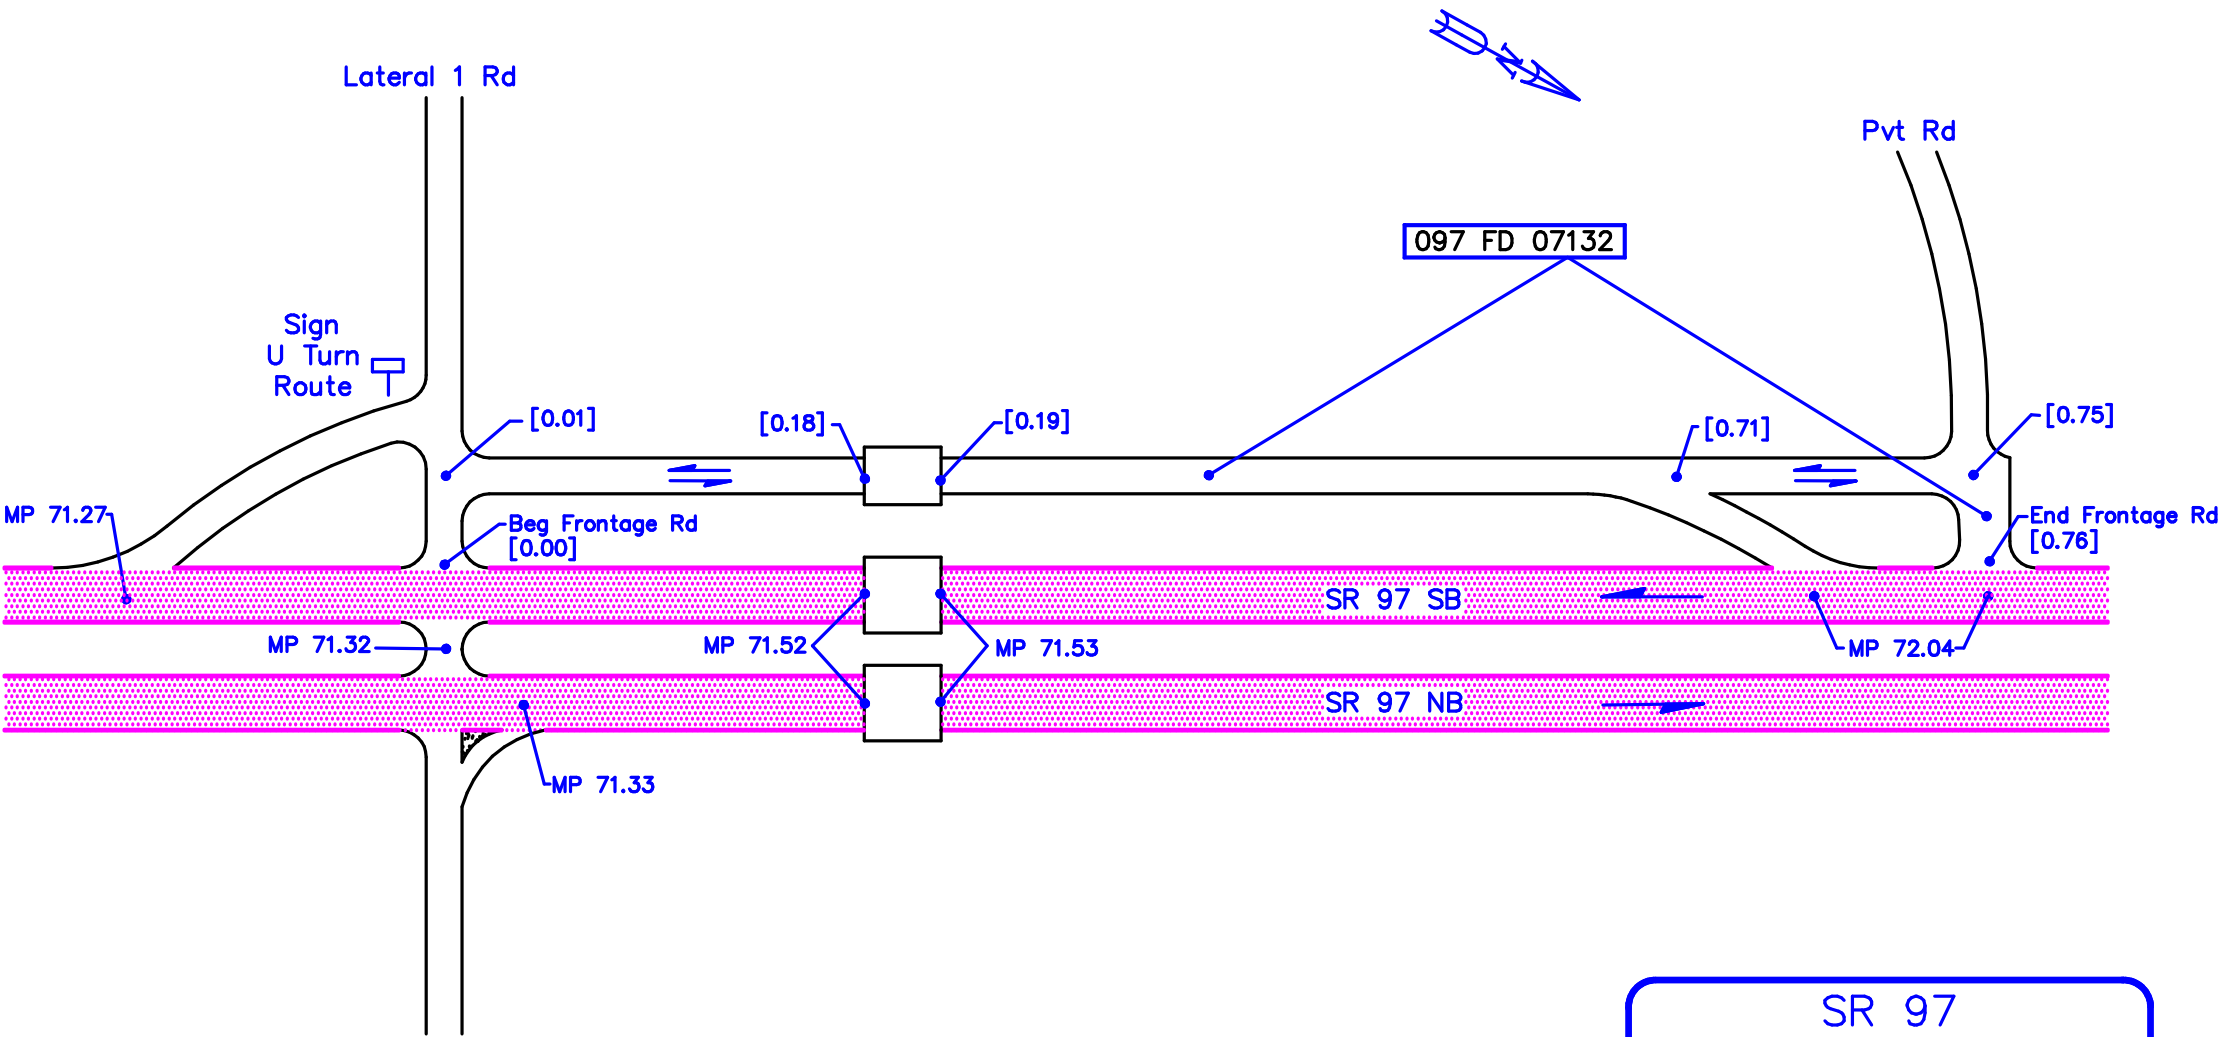 N
Lateral 1 Rd
Pvt Rd
097 FD 07132
Sign
U Turn
Route
[0.01]
[0.18]
[0.19]
[0.71]
[0.75]
MP 71.27
Beg Frontage Rd
[0.00]
End Frontage Rd
[0.76]
SR 97 SB
MP 71.32
MP 71.52
MP 71.53
MP 72.04
SR 97 NB
MP 71.33
SR 97